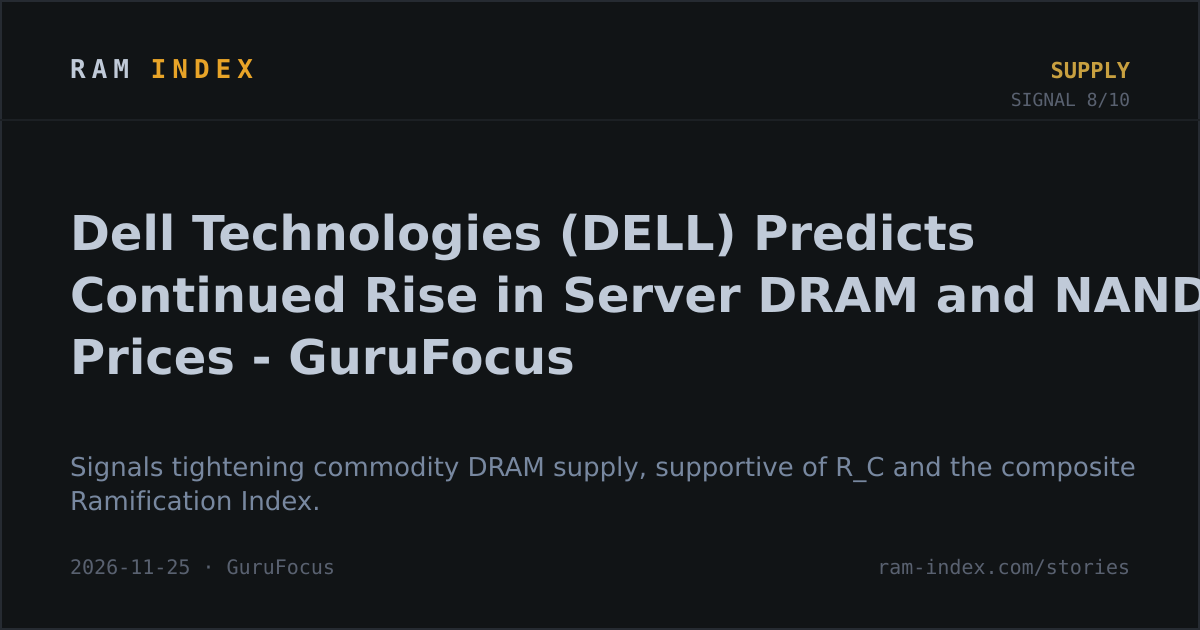 RAM INDEX
SUPPLY
SIGNAL 8/10
Dell Technologies (DELL) Predicts
Continued Rise in Server DRAM and NAND
Prices - GuruFocus
Signals tightening commodity DRAM supply, supportive of R_C and the composite
Ramification Index.
2026-11-25 · GuruFocus
ram-index.com/stories